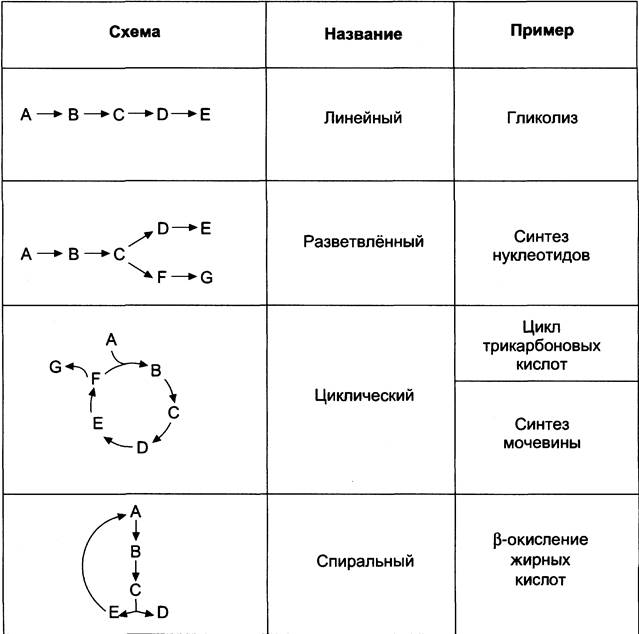 Схема Название Пример
A → B → C → D → E Линейный Гликолиз
D → E
A → B → C Разветвлённый Синтез
нуклеотидов
F → G
A
G F B
E C
D
Циклический
Цикл
трикарбоновых
кислот
Синтез
мочевины
A
B
C
E D
Спиральный
β-окисление
жирных
кислот